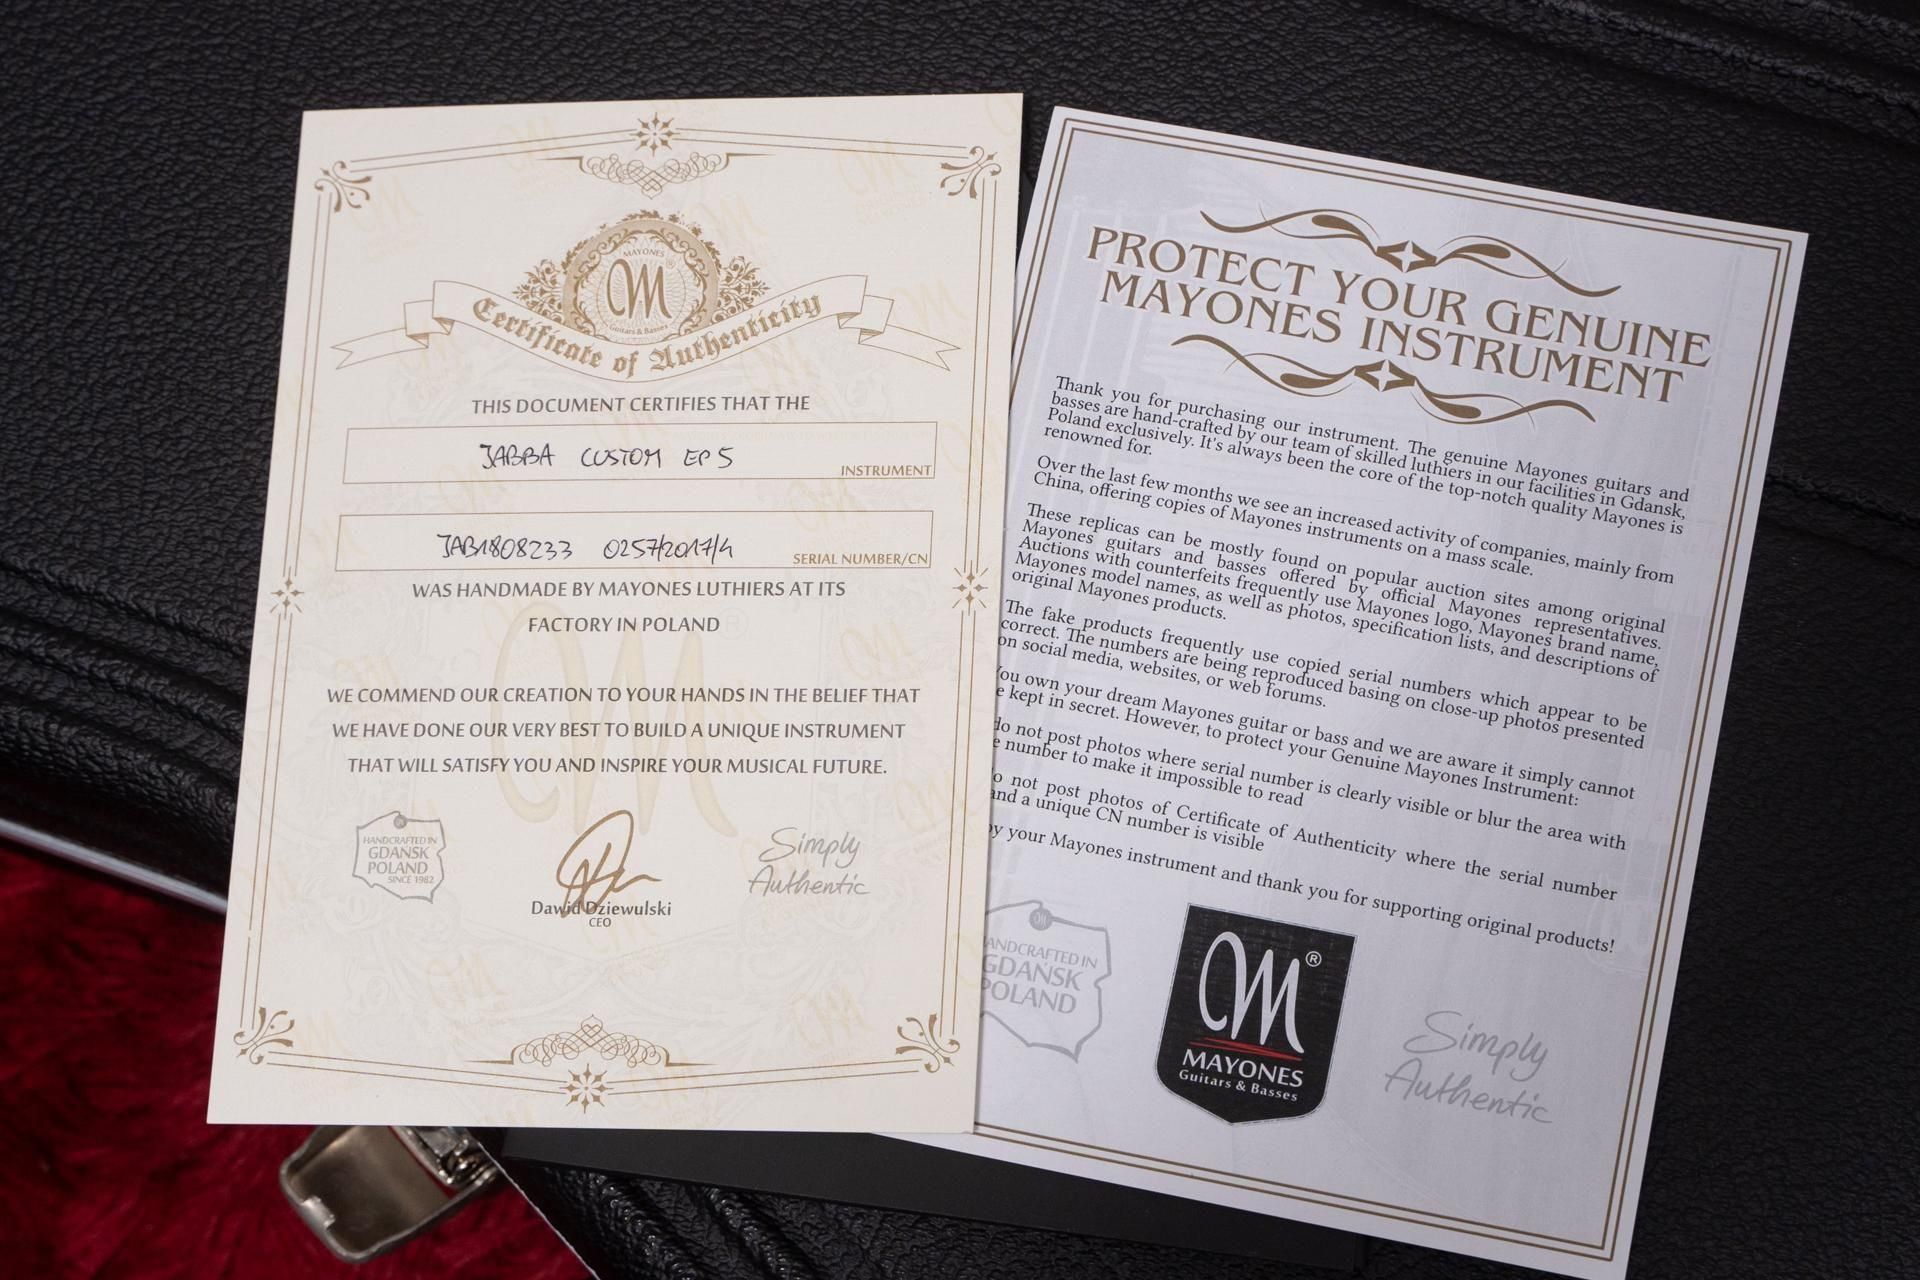 MAYONES
M®
Guitars & Basses
Certificate of Authenticity
THIS DOCUMENT CERTIFIES THAT THE
JABBA CUSTOM EP 5
INSTRUMENT
JAB1808233 0257/2017/4
SERIAL NUMBER/CN
WAS HANDMADE BY MAYONES LUTHIERS AT ITS
FACTORY IN POLAND
WE COMMEND OUR CREATION TO YOUR HANDS IN THE BELIEF THAT
WE HAVE DONE OUR VERY BEST TO BUILD A UNIQUE INSTRUMENT
THAT WILL SATISFY YOU AND INSPIRE YOUR MUSICAL FUTURE.
HANDCRAFTED IN
GDAŃSK
POLAND
SINCE 1982
Dawid Dziewulski
CEO
Simply
Authentic
PROTECT YOUR GENUINE
MAYONES INSTRUMENT
Thank you for purchasing our instrument. The genuine Mayones guitars and
basses are hand-crafted by our team of skilled luthiers in our facilities in Gdansk,
Poland exclusively. It's always been the core of the top-notch quality Mayones is
renowned for.
Over the last few months we see an increased activity of companies, mainly from
China, offering copies of Mayones instruments on a mass scale.
These replicas can be mostly found on popular auction sites among original
Mayones guitars and basses offered by official Mayones representatives.
Auctions with counterfeits frequently use Mayones logo, Mayones brand name,
Mayones model names, as well as photos, specification lists, and descriptions of
original Mayones products.
The fake products frequently use copied serial numbers which appear to be
correct. The numbers are being reproduced basing on close-up photos presented
on social media, websites, or web forums.
You own your dream Mayones guitar or bass and we are aware it simply cannot
e kept in secret. However, to protect your Genuine Mayones Instrument:
do not post photos where serial number is clearly visible or blur the area with
e number to make it impossible to read
o not post photos of Certificate of Authenticity where the serial number
and a unique CN number is visible
oy your Mayones instrument and thank you for supporting original products!
HANDCRAFTED IN
GDAŃSK
POLAND
M®
MAYONES
Guitars & Basses
Simply
Authentic